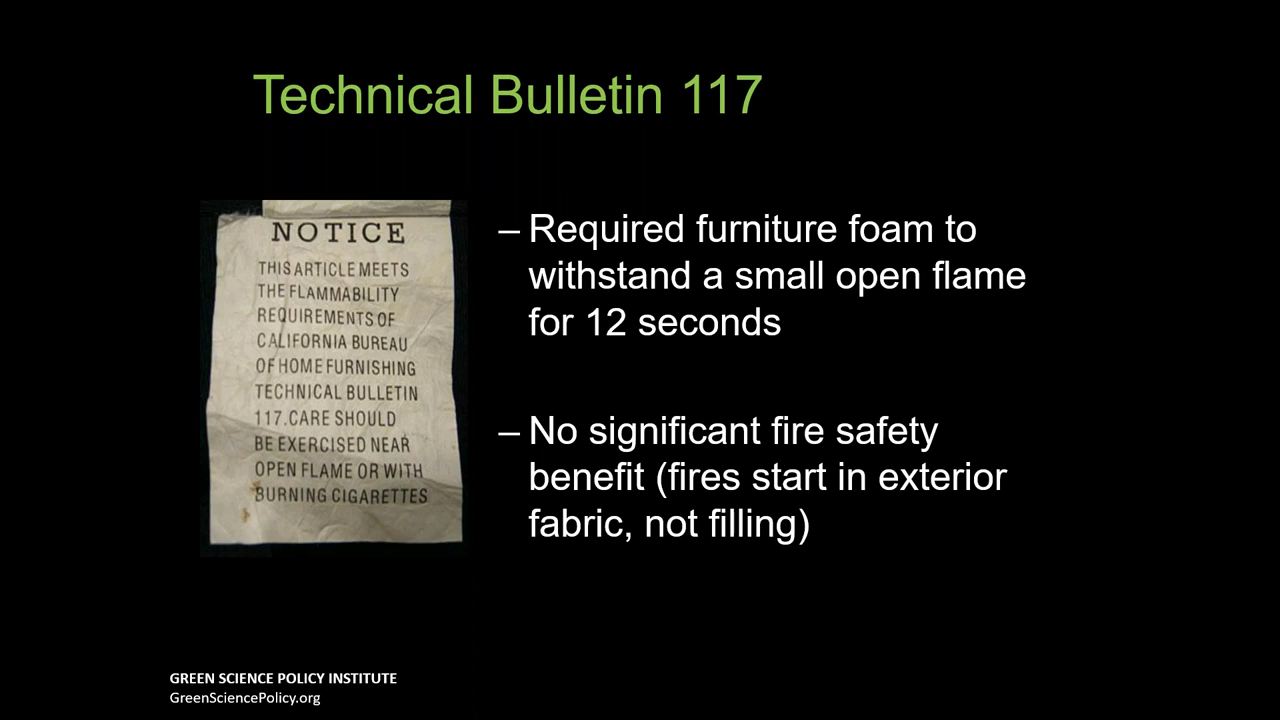 Technical Bulletin 117
NOTICE
THIS ARTICLE MEETS
THE FLAMMABILITY
REQUIREMENTS OF
CALIFORNIA BUREAU
OF HOME FURNISHING
TECHNICAL BULLETIN
117. CARE SHOULD
BE EXERCISED NEAR
OPEN FLAME OR WITH
BURNING CIGARETTES
– Required furniture foam to
withstand a small open flame
for 12 seconds
– No significant fire safety
benefit (fires start in exterior
fabric, not filling)
GREEN SCIENCE POLICY INSTITUTE
GreenSciencePolicy.org